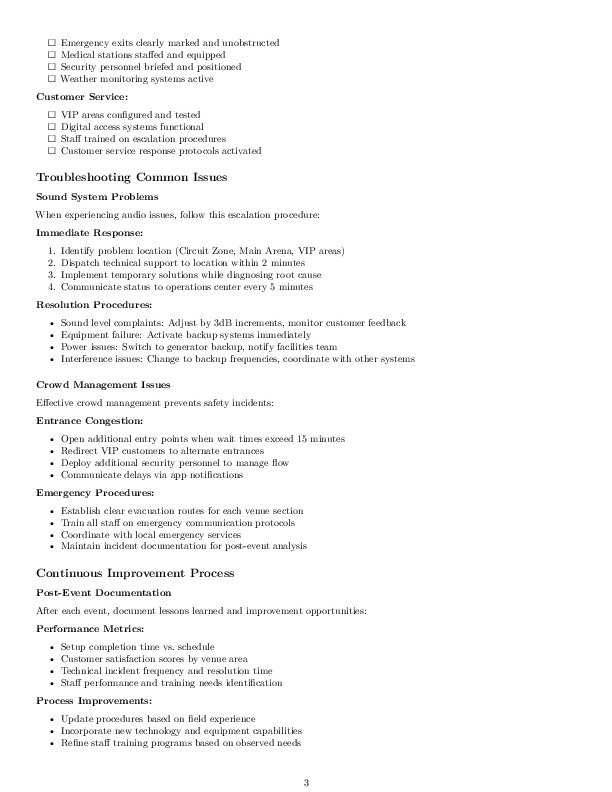 ☐ Emergency exits clearly marked and unobstructed
☐ Medical stations staffed and equipped
☐ Security personnel briefed and positioned
☐ Weather monitoring systems active
Customer Service:
☐ VIP areas configured and tested
☐ Digital access systems functional
☐ Staff trained on escalation procedures
☐ Customer service response protocols activated
Troubleshooting Common Issues
Sound System Problems
When experiencing audio issues, follow this escalation procedure:
Immediate Response:
1. Identify problem location (Circuit Zone, Main Arena, VIP areas)
2. Dispatch technical support to location within 2 minutes
3. Implement temporary solutions while diagnosing root cause
4. Communicate status to operations center every 5 minutes
Resolution Procedures:
• Sound level complaints: Adjust by 3dB increments, monitor customer feedback
• Equipment failure: Activate backup systems immediately
• Power issues: Switch to generator backup, notify facilities team
• Interference issues: Change to backup frequencies, coordinate with other systems
Crowd Management Issues
Effective crowd management prevents safety incidents:
Entrance Congestion:
• Open additional entry points when wait times exceed 15 minutes
• Redirect VIP customers to alternate entrances
• Deploy additional security personnel to manage flow
• Communicate delays via app notifications
Emergency Procedures:
• Establish clear evacuation routes for each venue section
• Train all staff on emergency communication protocols
• Coordinate with local emergency services
• Maintain incident documentation for post-event analysis
Continuous Improvement Process
Post-Event Documentation
After each event, document lessons learned and improvement opportunities:
Performance Metrics:
• Setup completion time vs. schedule
• Customer satisfaction scores by venue area
• Technical incident frequency and resolution time
• Staff performance and training needs identification
Process Improvements:
• Update procedures based on field experience
• Incorporate new technology and equipment capabilities
• Refine staff training programs based on observed needs
3